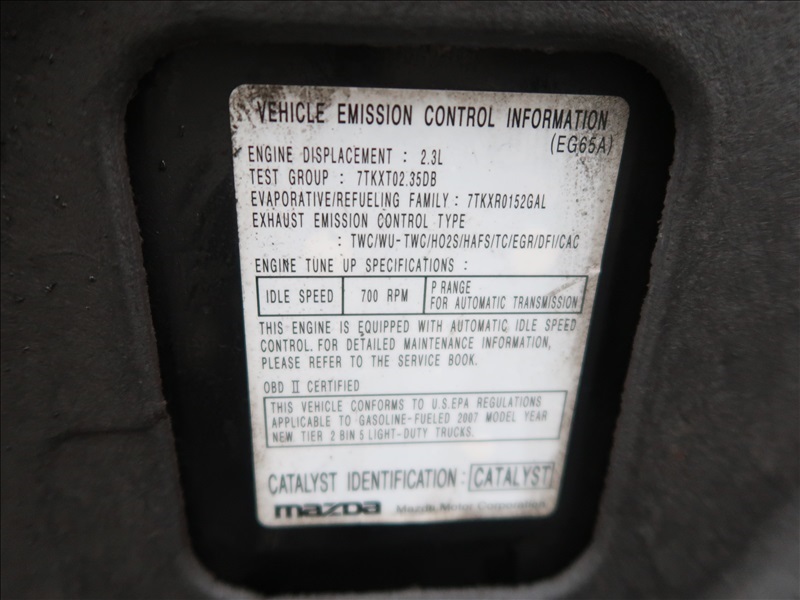 VEHICLE EMISSION CONTROL INFORMATION
(EG65A)
ENGINE DISPLACEMENT : 2.3L
TEST GROUP : 7TKXT02.35DB
EVAPORATIVE/REFUELING FAMILY : 7TKXR0152GAL
EXHAUST EMISSION CONTROL TYPE
: TWC/WU-TWC/HO2S/HAFS/TC/EGR/DFI/CAC
ENGINE TUNE UP SPECIFICATIONS :
IDLE SPEED 700 RPM P RANGE
FOR AUTOMATIC TRANSMISSION
THIS ENGINE IS EQUIPPED WITH AUTOMATIC IDLE SPEED
CONTROL. FOR DETAILED MAINTENANCE INFORMATION,
PLEASE REFER TO THE SERVICE BOOK.
OBD II CERTIFIED
THIS VEHICLE CONFORMS TO U.S.EPA REGULATIONS
APPLICABLE TO GASOLINE-FUELED 2007 MODEL YEAR
NEW TIER 2 BIN 5 LIGHT-DUTY TRUCKS.
CATALYST IDENTIFICATION : CATALYST
mazda Mazda Motor Corporation